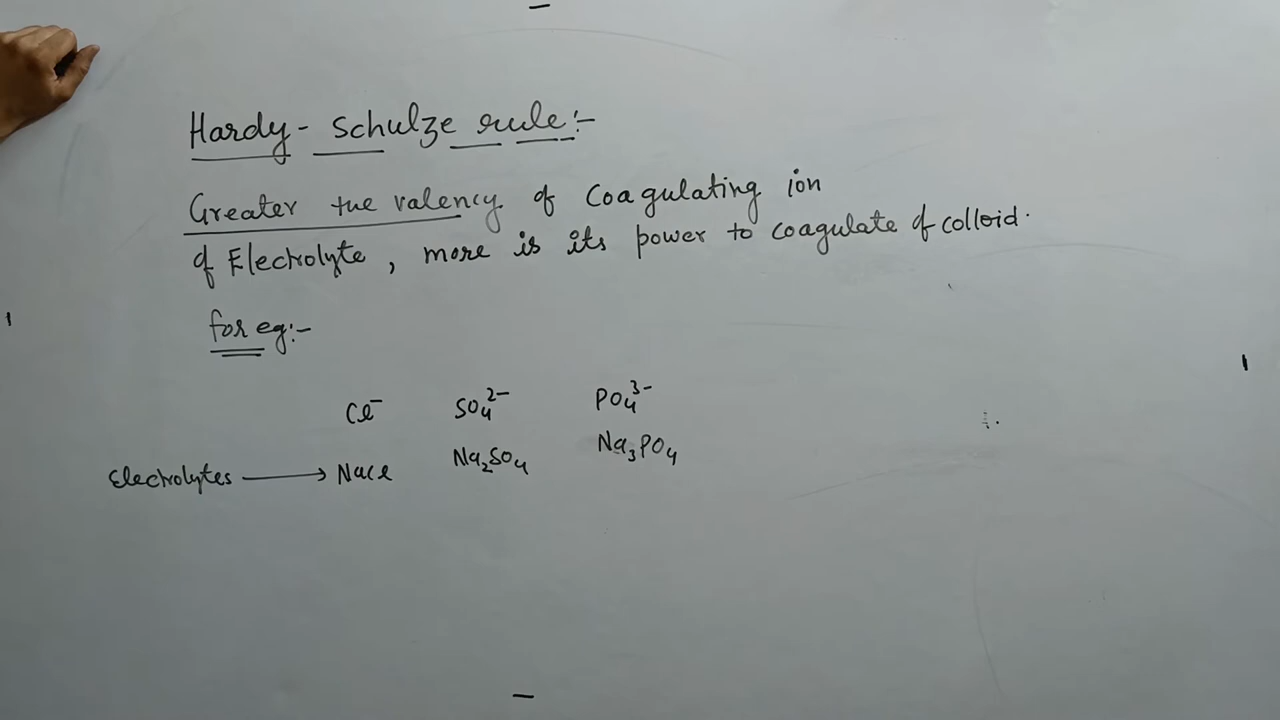 Hardy - Schulze rule:-
Greater the valency of Coagulating ion
of Electrolyte, more is its power to coagulate of colloid.
for eg:-
Cl⁻ SO₄²⁻ PO₄³⁻
Electrolytes ⟶ NaCl Na₂SO₄ Na₃PO₄